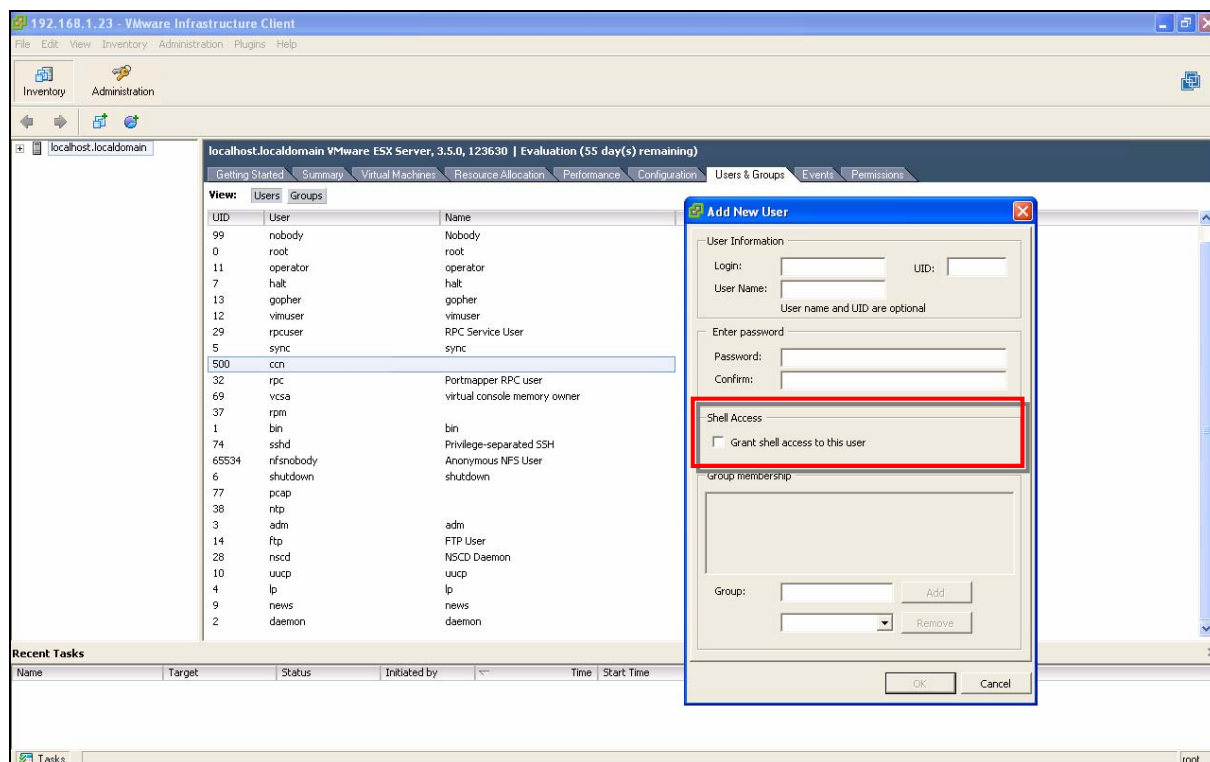 192.168.1.23 - VMware Infrastructure Client
File Edit View Inventory Administration Plugins Help
Inventory Administration
localhost.localdomain
localhost.localdomain VMware ESX Server, 3.5.0, 123630 | Evaluation (55 day(s) remaining)
Getting Started Summary Virtual Machines Resource Allocation Performance Configuration Users & Groups Events Permissions
View: Users Groups
UID User Name
99 nobody Nobody
0 root root
11 operator operator
7 halt halt
13 gopher gopher
12 vimuser vimuser
29 rpcuser RPC Service User
5 sync sync
500 ccn
32 rpc Portmapper RPC user
69 vcsa virtual console memory owner
37 rpm
1 bin bin
74 sshd Privilege-separated SSH
65534 nfsnobody Anonymous NFS User
6 shutdown shutdown
77 pcap
38 ntp
3 adm adm
14 ftp FTP User
28 nscd NSCD Daemon
10 uucp uucp
4 lp lp
9 news news
2 daemon daemon
Add New User
User Information
Login: UID:
User Name:
User name and UID are optional
Enter password
Password:
Confirm:
Shell Access
Grant shell access to this user
Group membership
Group: Add
Remove
OK Cancel
Recent Tasks
Name Target Status Initiated by Time Start Time
Tasks root